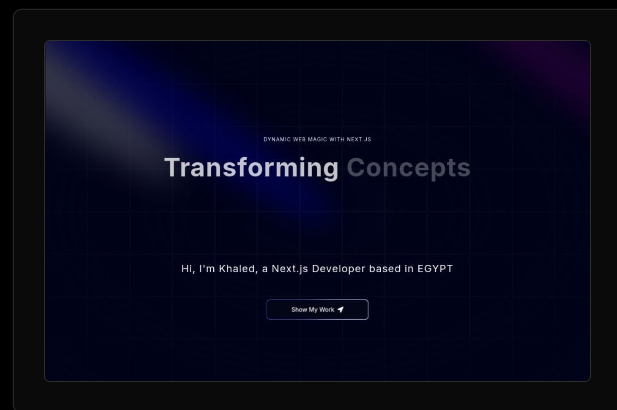 DYNAMIC WEB MAGIC WITH NEXT.JS
Transforming Concepts
Hi, I'm Khaled, a Next.js Developer based in EGYPT
Show My Work